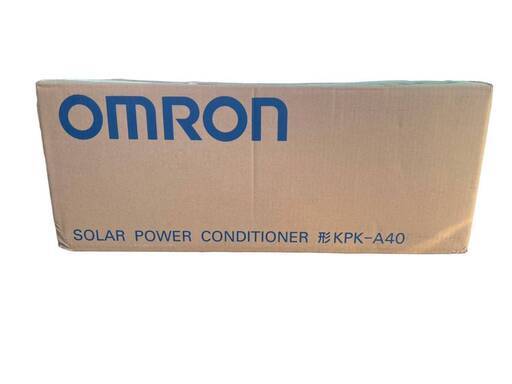 OMRON
SOLAR POWER CONDITIONER 形KPK-A40